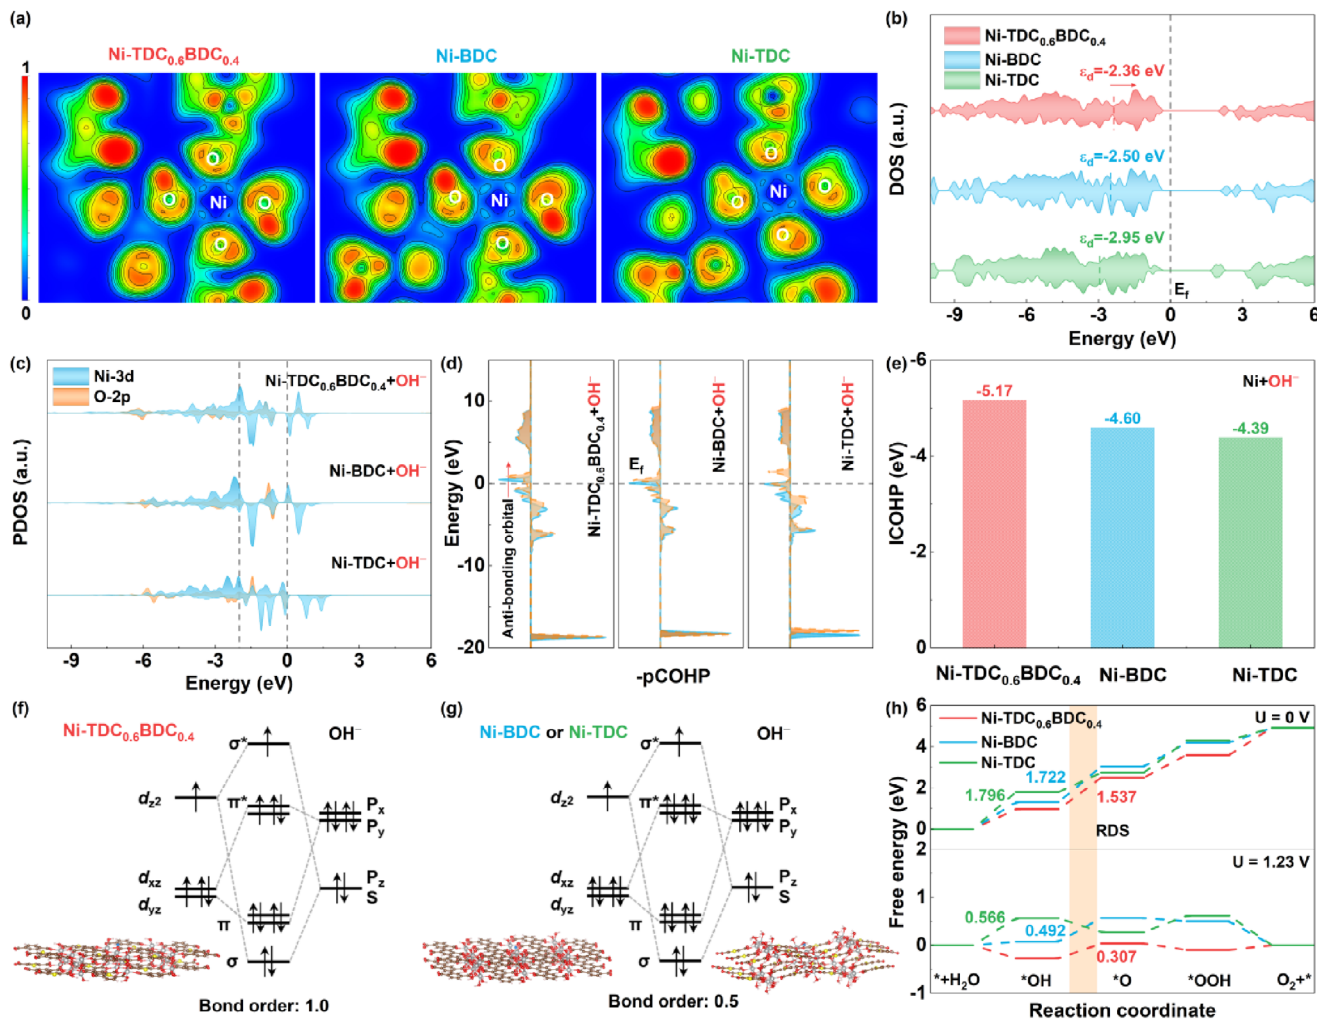 (a)
Ni-TDC0.6BDC0.4
Ni-BDC
Ni-TDC
1
0
O
O
Ni
O
O
O
O
Ni
O
O
O
O
Ni
O
O
(b)
Ni-TDC0.6BDC0.4
Ni-BDC
Ni-TDC
εd=-2.36 eV
εd=-2.50 eV
εd=-2.95 eV
Ef
DOS (a.u.)
-9 -6 -3 0 3 6
Energy (eV)
(c)
Ni-3d
O-2p
Ni-TDC0.6BDC0.4+OH−
Ni-BDC+OH−
Ni-TDC+OH−
PDOS (a.u.)
-9 -6 -3 0 3 6
Energy (eV)
(d)
10
0
-10
-20
Energy (eV)
Anti-bonding orbital
Ni-TDC0.6BDC0.4+OH−
Ef
Ni-BDC+OH−
Ni-TDC+OH−
-pCOHP
(e)
-6
-4
-2
0
ICOHP (eV)
Ni+OH−
-5.17
-4.60
-4.39
Ni-TDC0.6BDC0.4 Ni-BDC Ni-TDC
(f)
Ni-TDC0.6BDC0.4
OH−
σ*
dz2
π*
Px
Py
dxz
dyz
Pz
S
π
σ
Bond order: 1.0
(g)
Ni-BDC or Ni-TDC
OH−
σ*
dz2
π*
Px
Py
dxz
dyz
Pz
S
π
σ
Bond order: 0.5
(h)
Ni-TDC0.6BDC0.4
Ni-BDC
Ni-TDC
U = 0 V
6
4
2
0
1.722
1.796
1.537
RDS
2
1
0
-1
U = 1.23 V
0.566
0.492
0.307
Free energy (eV)
*+H2O *OH *O *OOH O2+*
Reaction coordinate